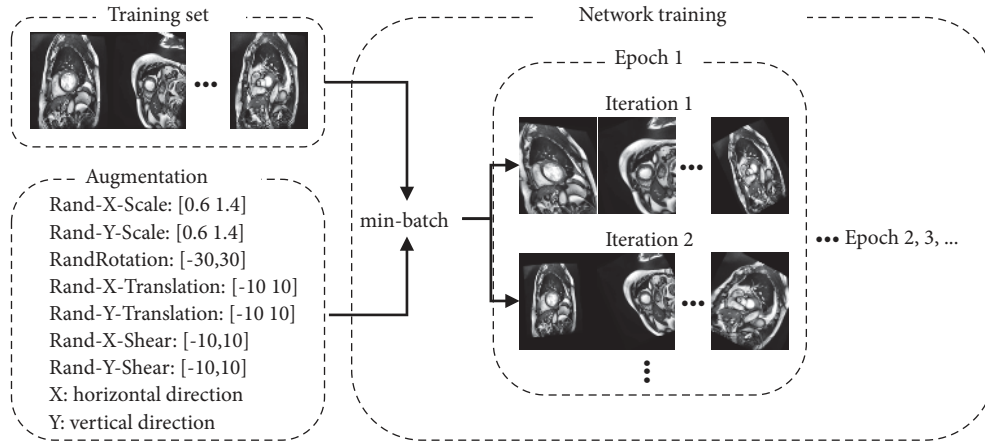 Training set
Augmentation
Rand-X-Scale: [0.6 1.4]
Rand-Y-Scale: [0.6 1.4]
RandRotation: [-30,30]
Rand-X-Translation: [-10 10]
Rand-Y-Translation: [-10 10]
Rand-X-Shear: [-10,10]
Rand-Y-Shear: [-10,10]
X: horizontal direction
Y: vertical direction
min-batch
Network training
Epoch 1
Iteration 1
Iteration 2
Epoch 2, 3, ...